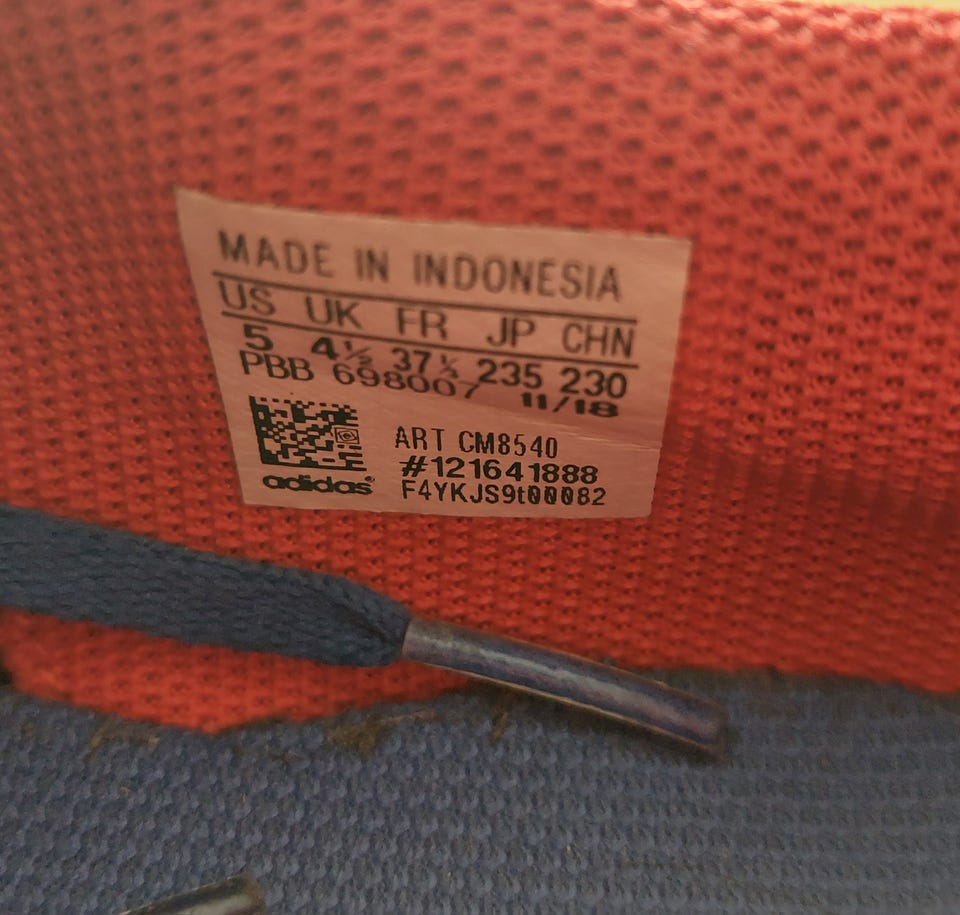 MADE IN INDONESIA
US UK FR JP CHN
5 4½ 37⅓ 235 230
PBB 698007 11/18
ART CM8540
#121641888
adidas F4YKJS9t00082